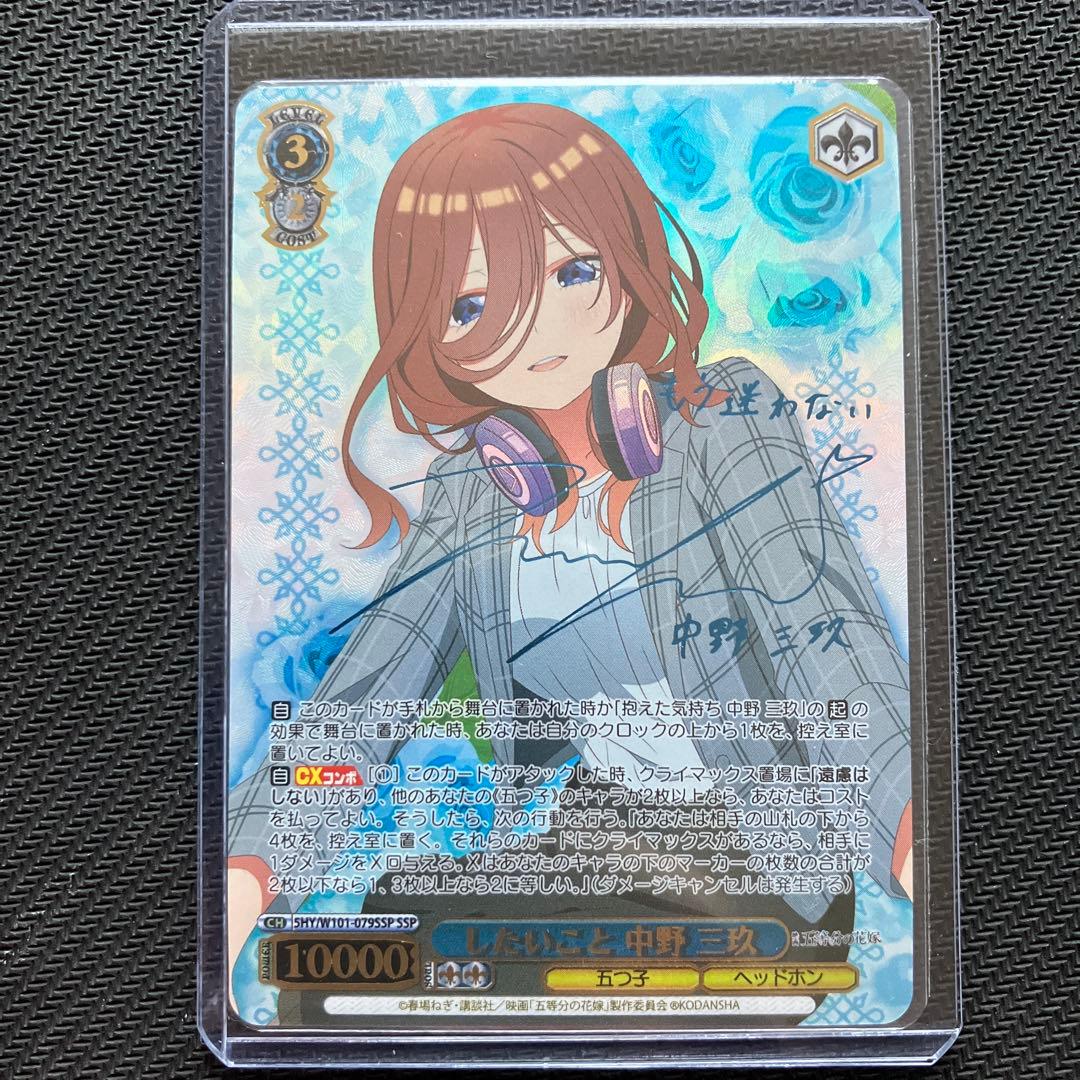 LEVEL
3
2
COST
もう迷わない
中野 三玖
自 このカードが手札から舞台に置かれた時か「抱えた気持ち 中野 三玖」の 起 の
効果で舞台に置かれた時、あなたは自分のクロックの上から1枚を、控え室に
置いてよい。
自 CXコンボ [①] このカードがアタックした時、クライマックス置場に「遠慮は
しない」があり、他のあなたの《五つ子》のキャラが2枚以上なら、あなたはコスト
を払ってよい。そうしたら、次の行動を行う。『あなたは相手の山札の下から
4枚を、控え室に置く。それらのカードにクライマックスがあるなら、相手に
1ダメージをX回与える。Xはあなたのキャラの下のマーカーの枚数の合計が
2枚以下なら1、3枚以上なら2に等しい。』(ダメージキャンセルは発生する)
CH 5HY/W101-079SSP SSP
POWER 10000 SOUL したいこと 中野 三玖 映画 五等分の花嫁
五つ子 ヘッドホン
©春場ねぎ・講談社／映画「五等分の花嫁」製作委員会 ®KODANSHA